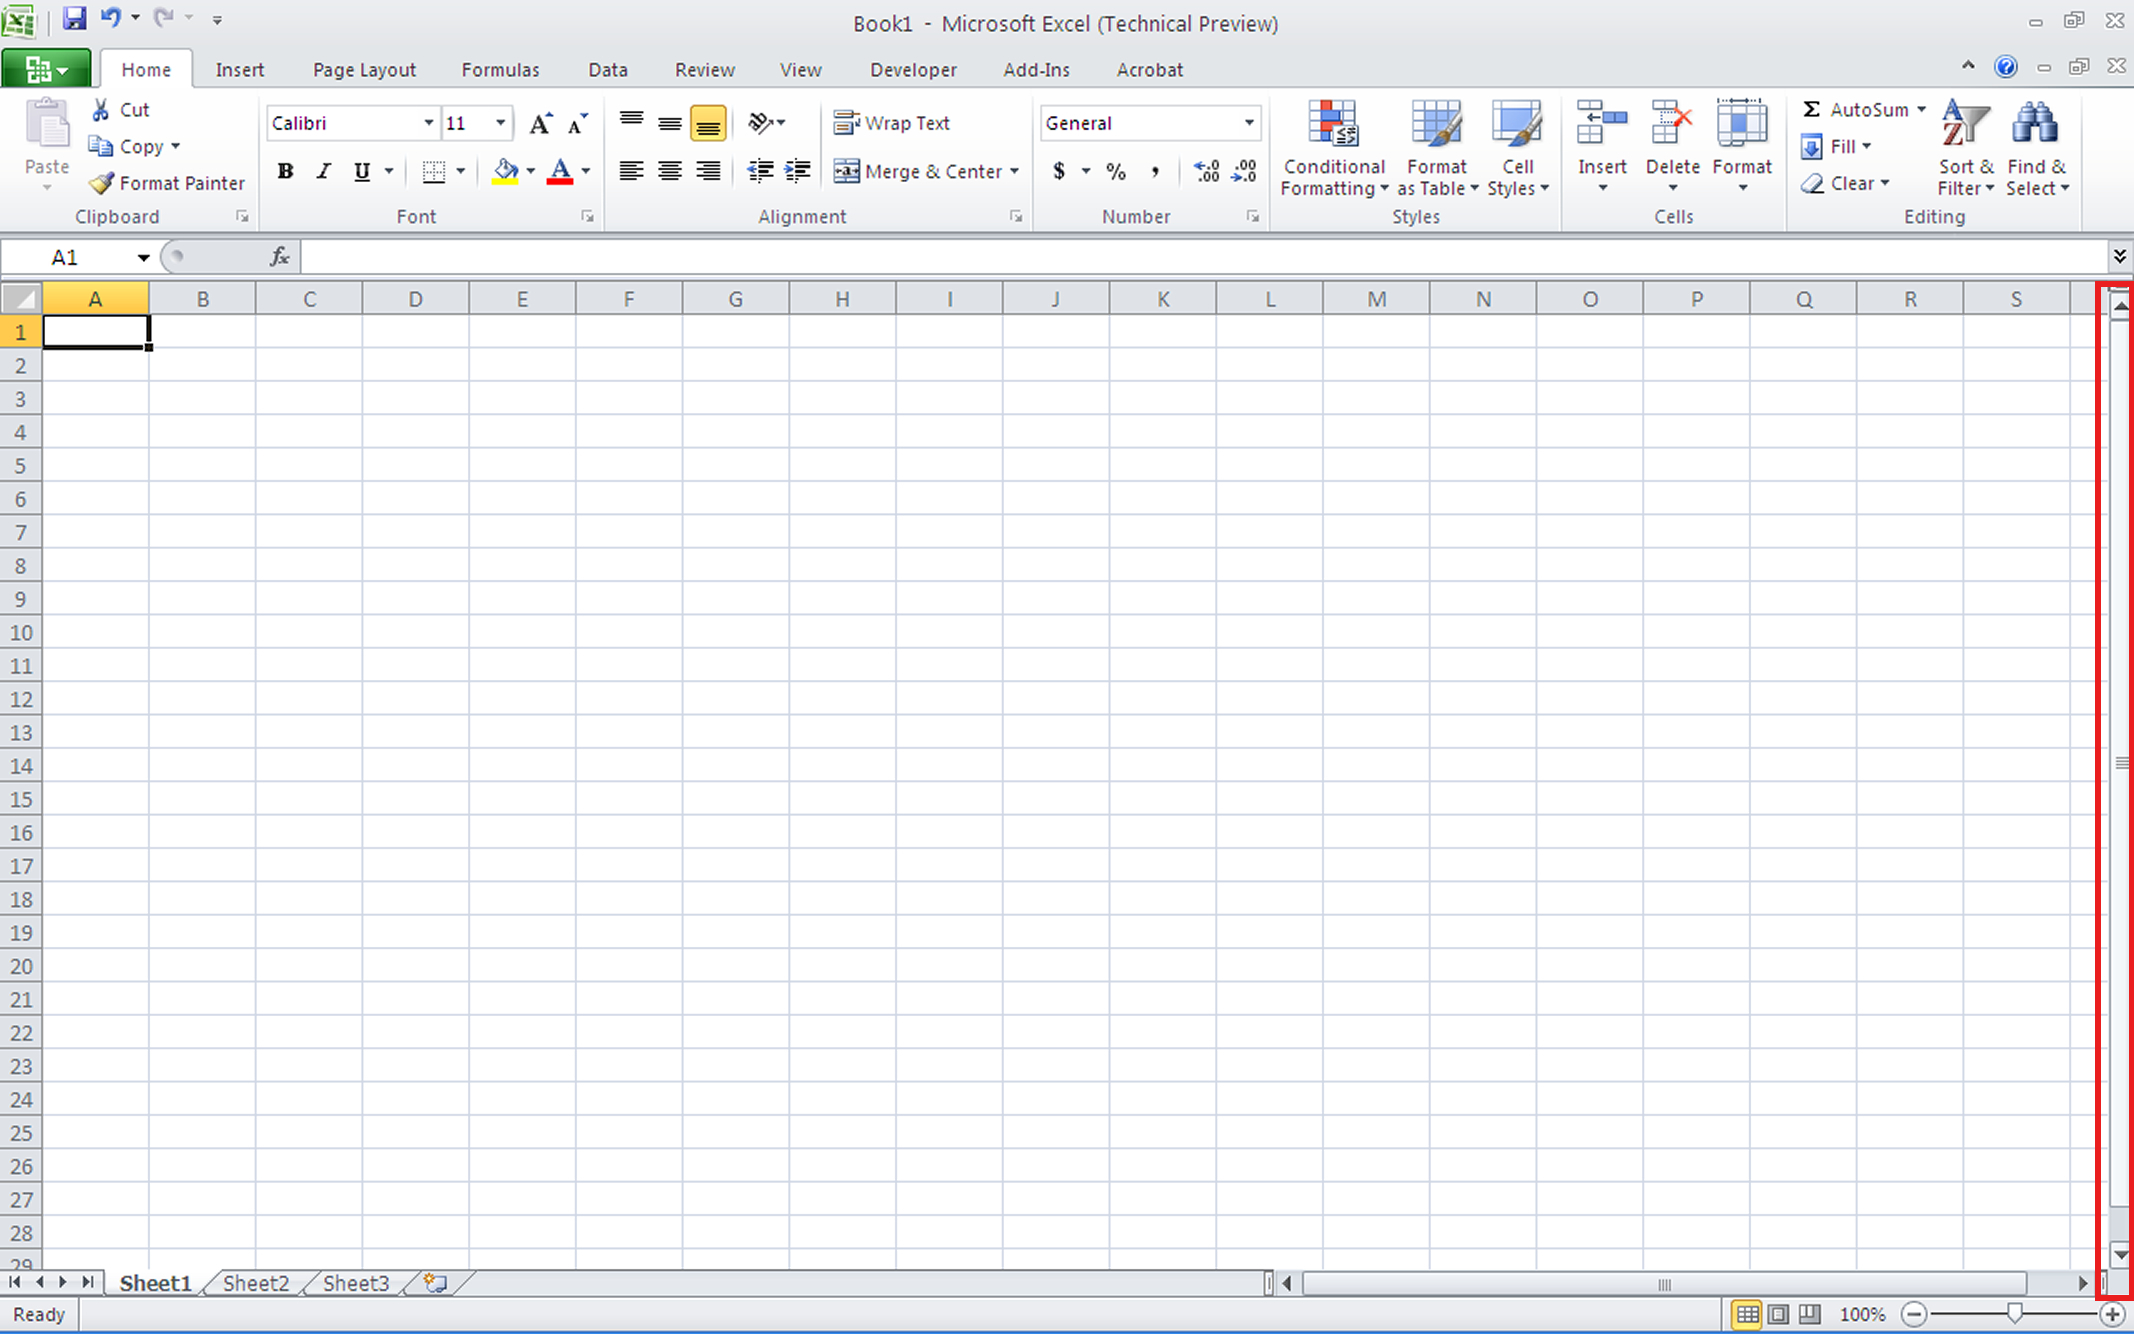 Book1 - Microsoft Excel (Technical Preview)
Home Insert Page Layout Formulas Data Review View Developer Add-Ins Acrobat
Cut Calibri 11 A A Wrap Text General Σ AutoSum
Copy Fill
Paste Conditional Format Cell Insert Delete Format Sort & Find &
Format Painter B I U A Merge & Center $ % , .0 .00 .00 .0 Formatting as Table Styles Clear Filter Select
Clipboard Font Alignment Number Styles Cells Editing
A1 fx
A B C D E F G H I J K L M N O P Q R S
1
2
3
4
5
6
7
8
9
10
11
12
13
14
15
16
17
18
19
20
21
22
23
24
25
26
27
28
29
Sheet1 Sheet2 Sheet3
Ready 100%